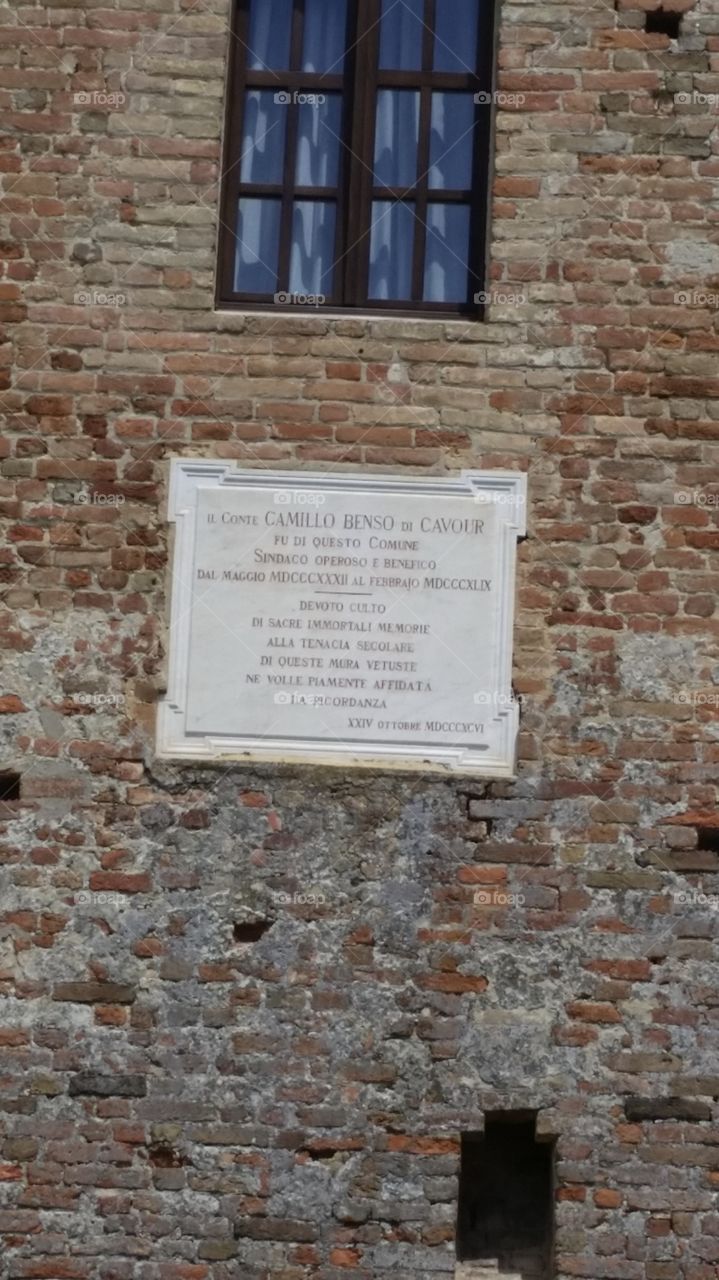 IL CONTE CAMILLO BENSO DI CAVOUR
FU DI QUESTO COMUNE
SINDACO OPEROSO E BENEFICO
DAL MAGGIO MDCCCXXXII AL FEBBRAJO MDCCCXLIX
DEVOTO CULTO
DI SACRE IMMORTALI MEMORIE
ALLA TENACIA SECOLARE
DI QUESTE MURA VETUSTE
NE VOLLE PIAMENTE AFFIDATA
LA RICORDANZA
XXIV OTTOBRE MDCCCXCVI